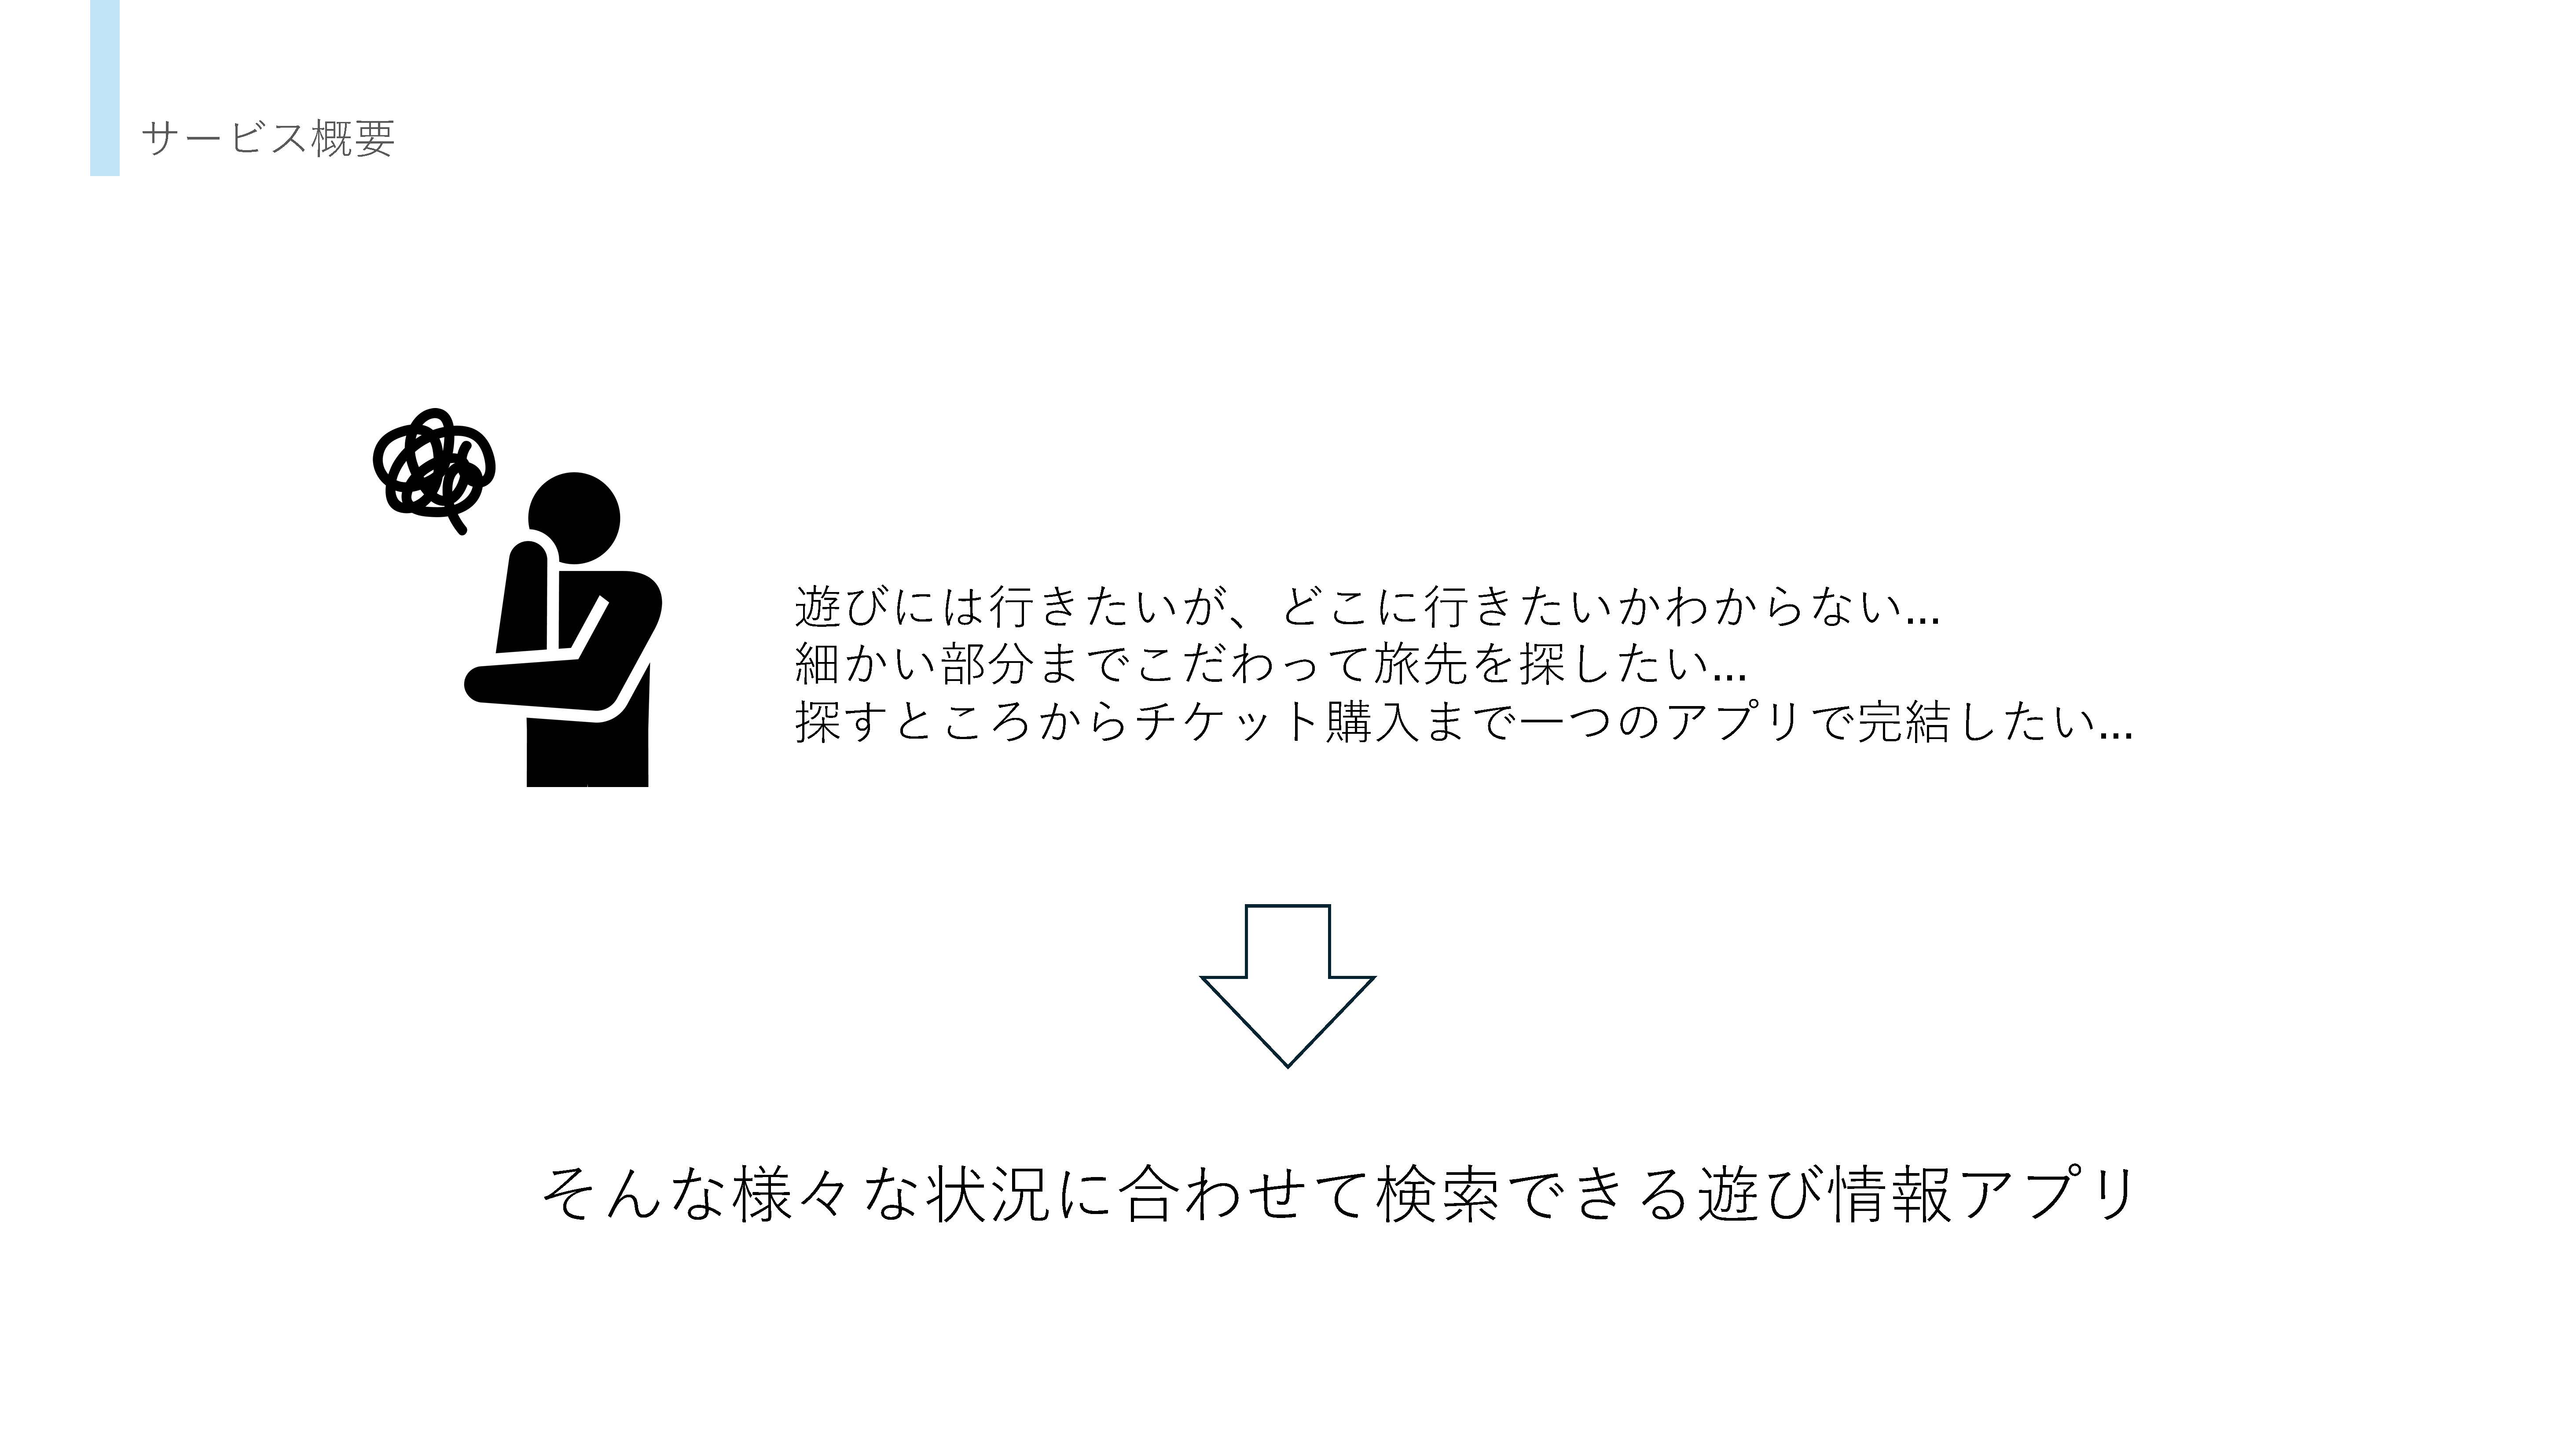 サービス概要
遊びには行きたいが、どこに行きたいかわからない...
細かい部分までこだわって旅先を探したい...
探すところからチケット購入まで一つのアプリで完結したい...
そんな様々な状況に合わせて検索できる遊び情報アプリ